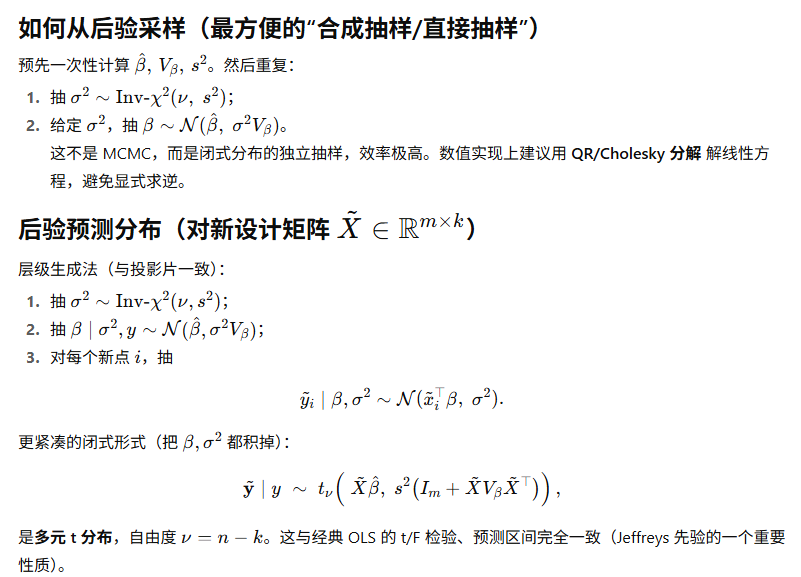 如何从后验采样（最方便的“合成抽样/直接抽样”）
预先一次性计算 β̂, V_β, s²。然后重复：
1. 抽 σ² ∼ Inv-χ²(ν, s²)；
2. 给定 σ²，抽 β ∼ 𝒩(β̂, σ²V_β)。
这不是 MCMC，而是闭式分布的独立抽样，效率极高。数值实现上建议用 QR/Cholesky 分解 解线性方
程，避免显式求逆。
后验预测分布（对新设计矩阵 X̃ ∈ ℝ^{m×k}）
层级生成法（与投影片一致）：
1. 抽 σ² ∼ Inv-χ²(ν, s²)；
2. 抽 β | σ², y ∼ 𝒩(β̂, σ²V_β)；
3. 对每个新点 i，抽
ỹ_i | β, σ² ∼ 𝒩(x̃_i^⊤ β, σ²).
更紧凑的闭式形式（把 β, σ² 都积掉）：
ỹ | y ∼ t_ν( X̃β̂, s²(I_m + X̃V_βX̃^⊤) ),
是多元 t 分布，自由度 ν = n − k。这与经典 OLS 的 t/F 检验、预测区间完全一致（Jeffreys 先验的一个重要
性质）。